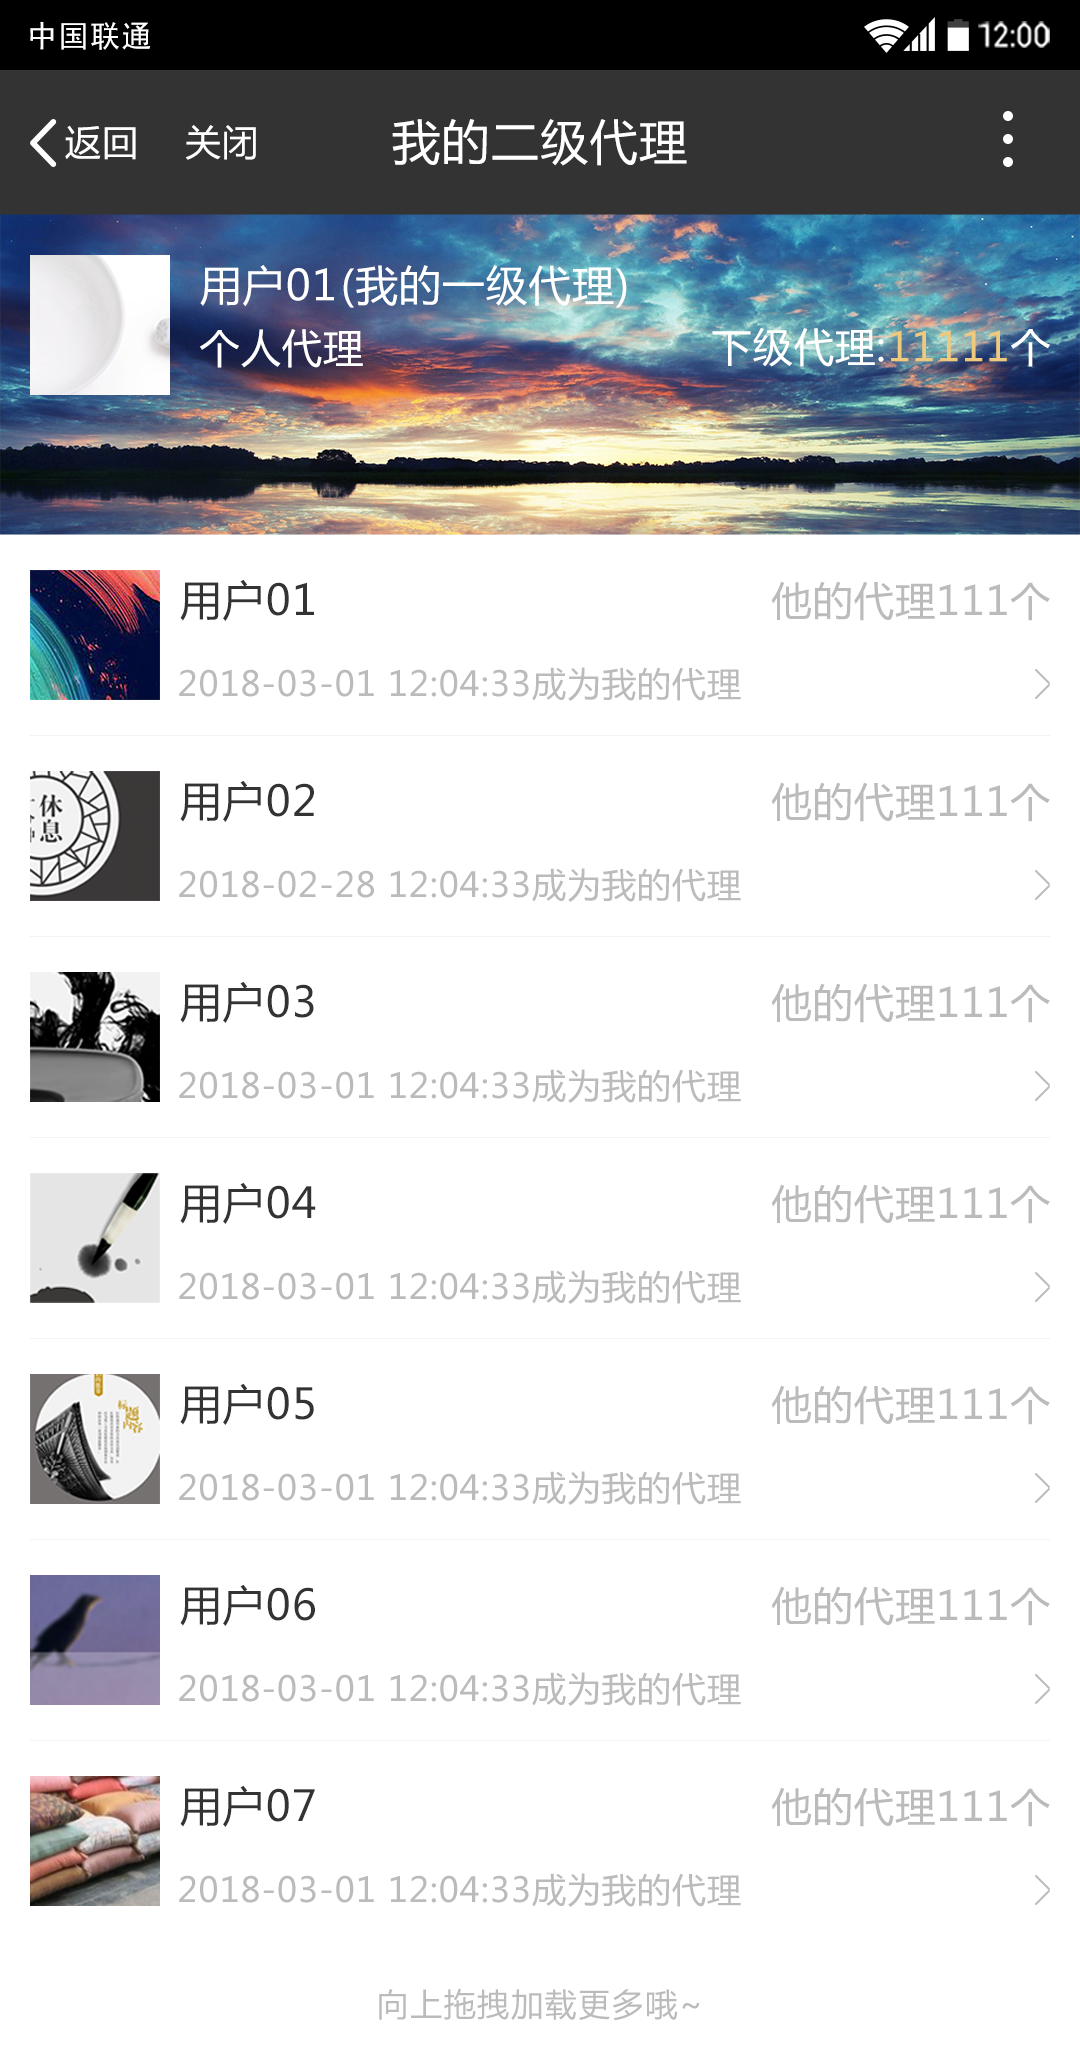 中国联通
12:00
返回 关闭 我的二级代理
用户01(我的一级代理)
个人代理 下级代理:11111个
用户01 他的代理111个
2018-03-01 12:04:33成为我的代理
休
息
用户02 他的代理111个
2018-02-28 12:04:33成为我的代理
用户03 他的代理111个
2018-03-01 12:04:33成为我的代理
用户04 他的代理111个
2018-03-01 12:04:33成为我的代理
用户05 他的代理111个
2018-03-01 12:04:33成为我的代理
用户06 他的代理111个
2018-03-01 12:04:33成为我的代理
用户07 他的代理111个
2018-03-01 12:04:33成为我的代理
向上拖拽加载更多哦~